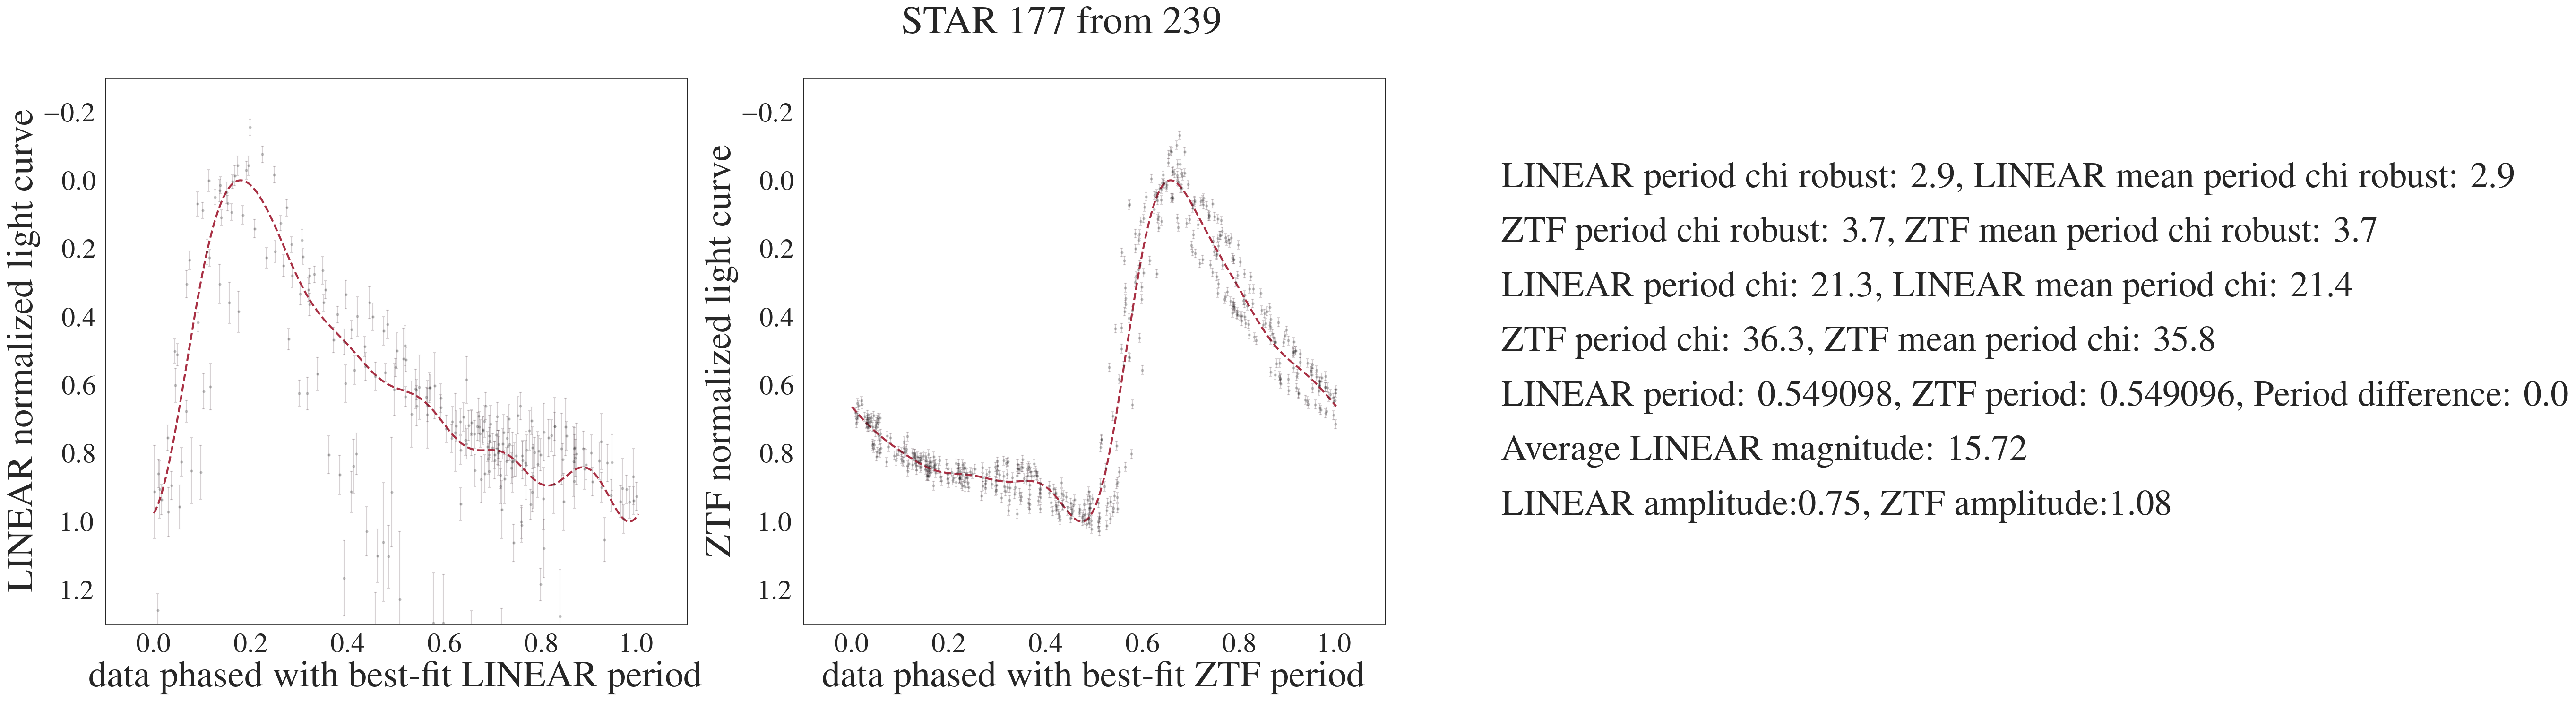 STAR 177 from 239
LINEAR normalized light curve
−0.2
0.0
0.2
0.4
0.6
0.8
1.0
1.2
0.0 0.2 0.4 0.6 0.8 1.0
data phased with best-fit LINEAR period
ZTF normalized light curve
−0.2
0.0
0.2
0.4
0.6
0.8
1.0
1.2
0.0 0.2 0.4 0.6 0.8 1.0
data phased with best-fit ZTF period
LINEAR period chi robust: 2.9, LINEAR mean period chi robust: 2.9
ZTF period chi robust: 3.7, ZTF mean period chi robust: 3.7
LINEAR period chi: 21.3, LINEAR mean period chi: 21.4
ZTF period chi: 36.3, ZTF mean period chi: 35.8
LINEAR period: 0.549098, ZTF period: 0.549096, Period difference: 0.0
Average LINEAR magnitude: 15.72
LINEAR amplitude:0.75, ZTF amplitude:1.08